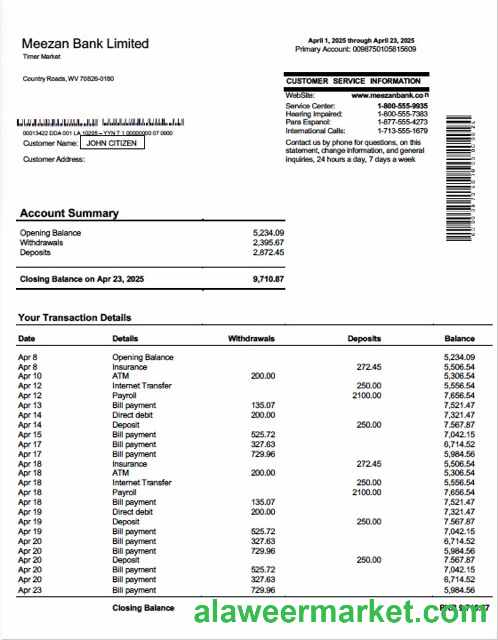 Meezan Bank Limited
Timer Market
Country Roads, WV 70826-0180
April 1, 2025 through April 23, 2025
Primary Account: 0098750105815609
CUSTOMER SERVICE INFORMATION
WebSite: www.meezanbank.co
Service Center: 1-800-555-9935
Hearing Impaired: 1-800-555-7383
Para Espanol: 1-877-555-4273
International Calls: 1-713-555-1679
Contact us by phone for questions, on this
statement, change information, and general
inquiries, 24 hours a day, 7 days a week
00013422 DDA 001 LA 10205 – YYN T 1 00000000 07 0000
Customer Name: JOHN CITIZEN
Customer Address:
Account Summary
Opening Balance 5,234.09
Withdrawals 2,395.67
Deposits 2,872.45
Closing Balance on Apr 23, 2025 9,710.87
Your Transaction Details
Date Details Withdrawals Deposits Balance
Apr 8 Opening Balance 5,234.09
Apr 8 Insurance 272.45 5,506.54
Apr 10 ATM 200.00 5,306.54
Apr 12 Internet Transfer 250.00 5,556.54
Apr 12 Payroll 2100.00 7,656.54
Apr 13 Bill payment 135.07 7,521.47
Apr 14 Direct debit 200.00 7,321.47
Apr 14 Deposit 250.00 7.567.87
Apr 15 Bill payment 525.72 7,042.15
Apr 17 Bill payment 327.63 6,714.52
Apr 17 Bill payment 729.96 5,984.56
Apr 18 Insurance 272.45 5,506.54
Apr 18 ATM 200.00 5,306.54
Apr 18 Internet Transfer 250.00 5,556.54
Apr 18 Payroll 2100.00 7,656.54
Apr 18 Bill payment 135.07 7,521.47
Apr 19 Direct debit 200.00 7,321.47
Apr 19 Deposit 250.00 7.567.87
Apr 19 Bill payment 525.72 7,042.15
Apr 20 Bill payment 327.63 6,714.52
Apr 20 Bill payment 729.96 5,984.56
Apr 20 Deposit 250.00 7.567.87
Apr 20 Bill payment 525.72 7,042.15
Apr 20 Bill payment 327.63 6,714.52
Apr 23 Bill payment 729.96 5,984.56
Closing Balance
alaweermarket.com